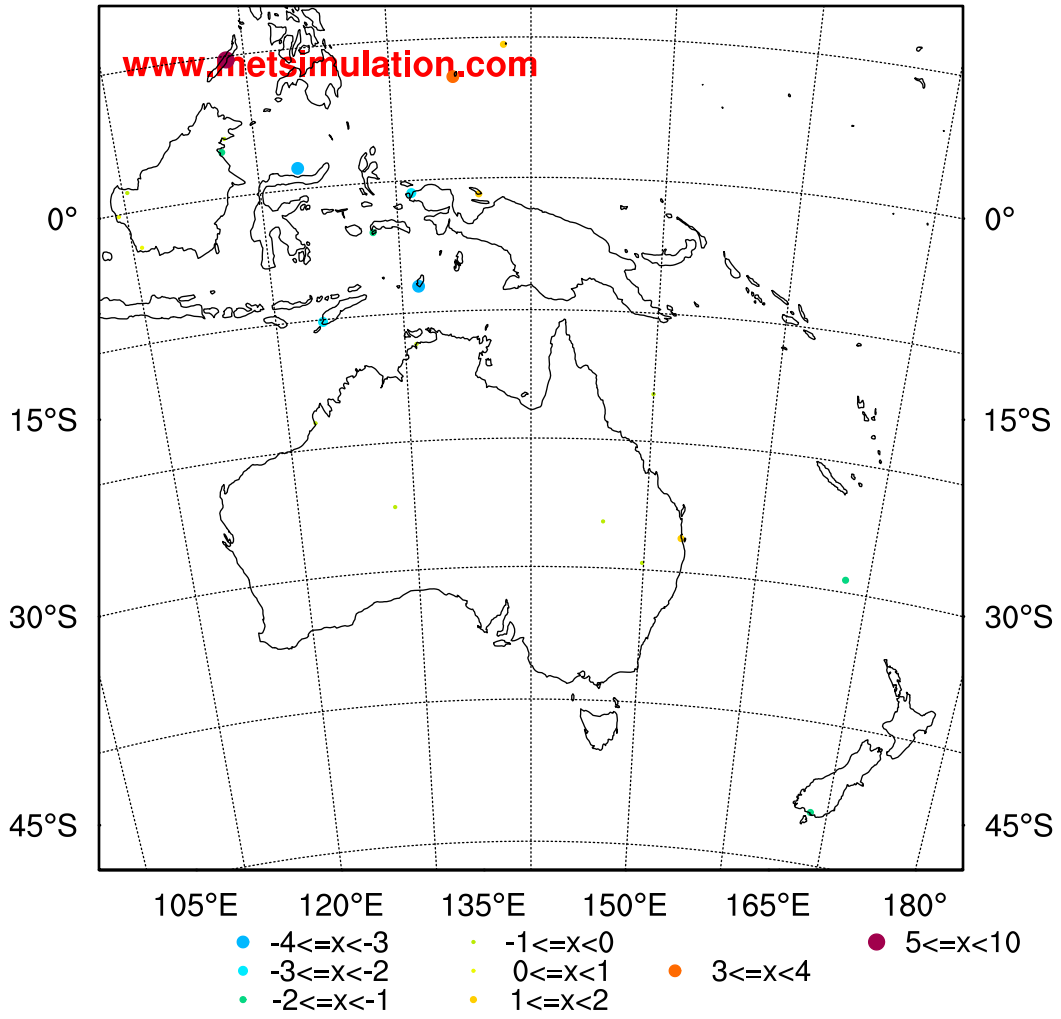 www.metsimulation.com
0° 0°
15°S 15°S
30°S 30°S
45°S 45°S
105°E 120°E 135°E 150°E 165°E 180°
-4<=x<-3 -1<=x<0 5<=x<10
-3<=x<-2 0<=x<1 3<=x<4
-2<=x<-1 1<=x<2